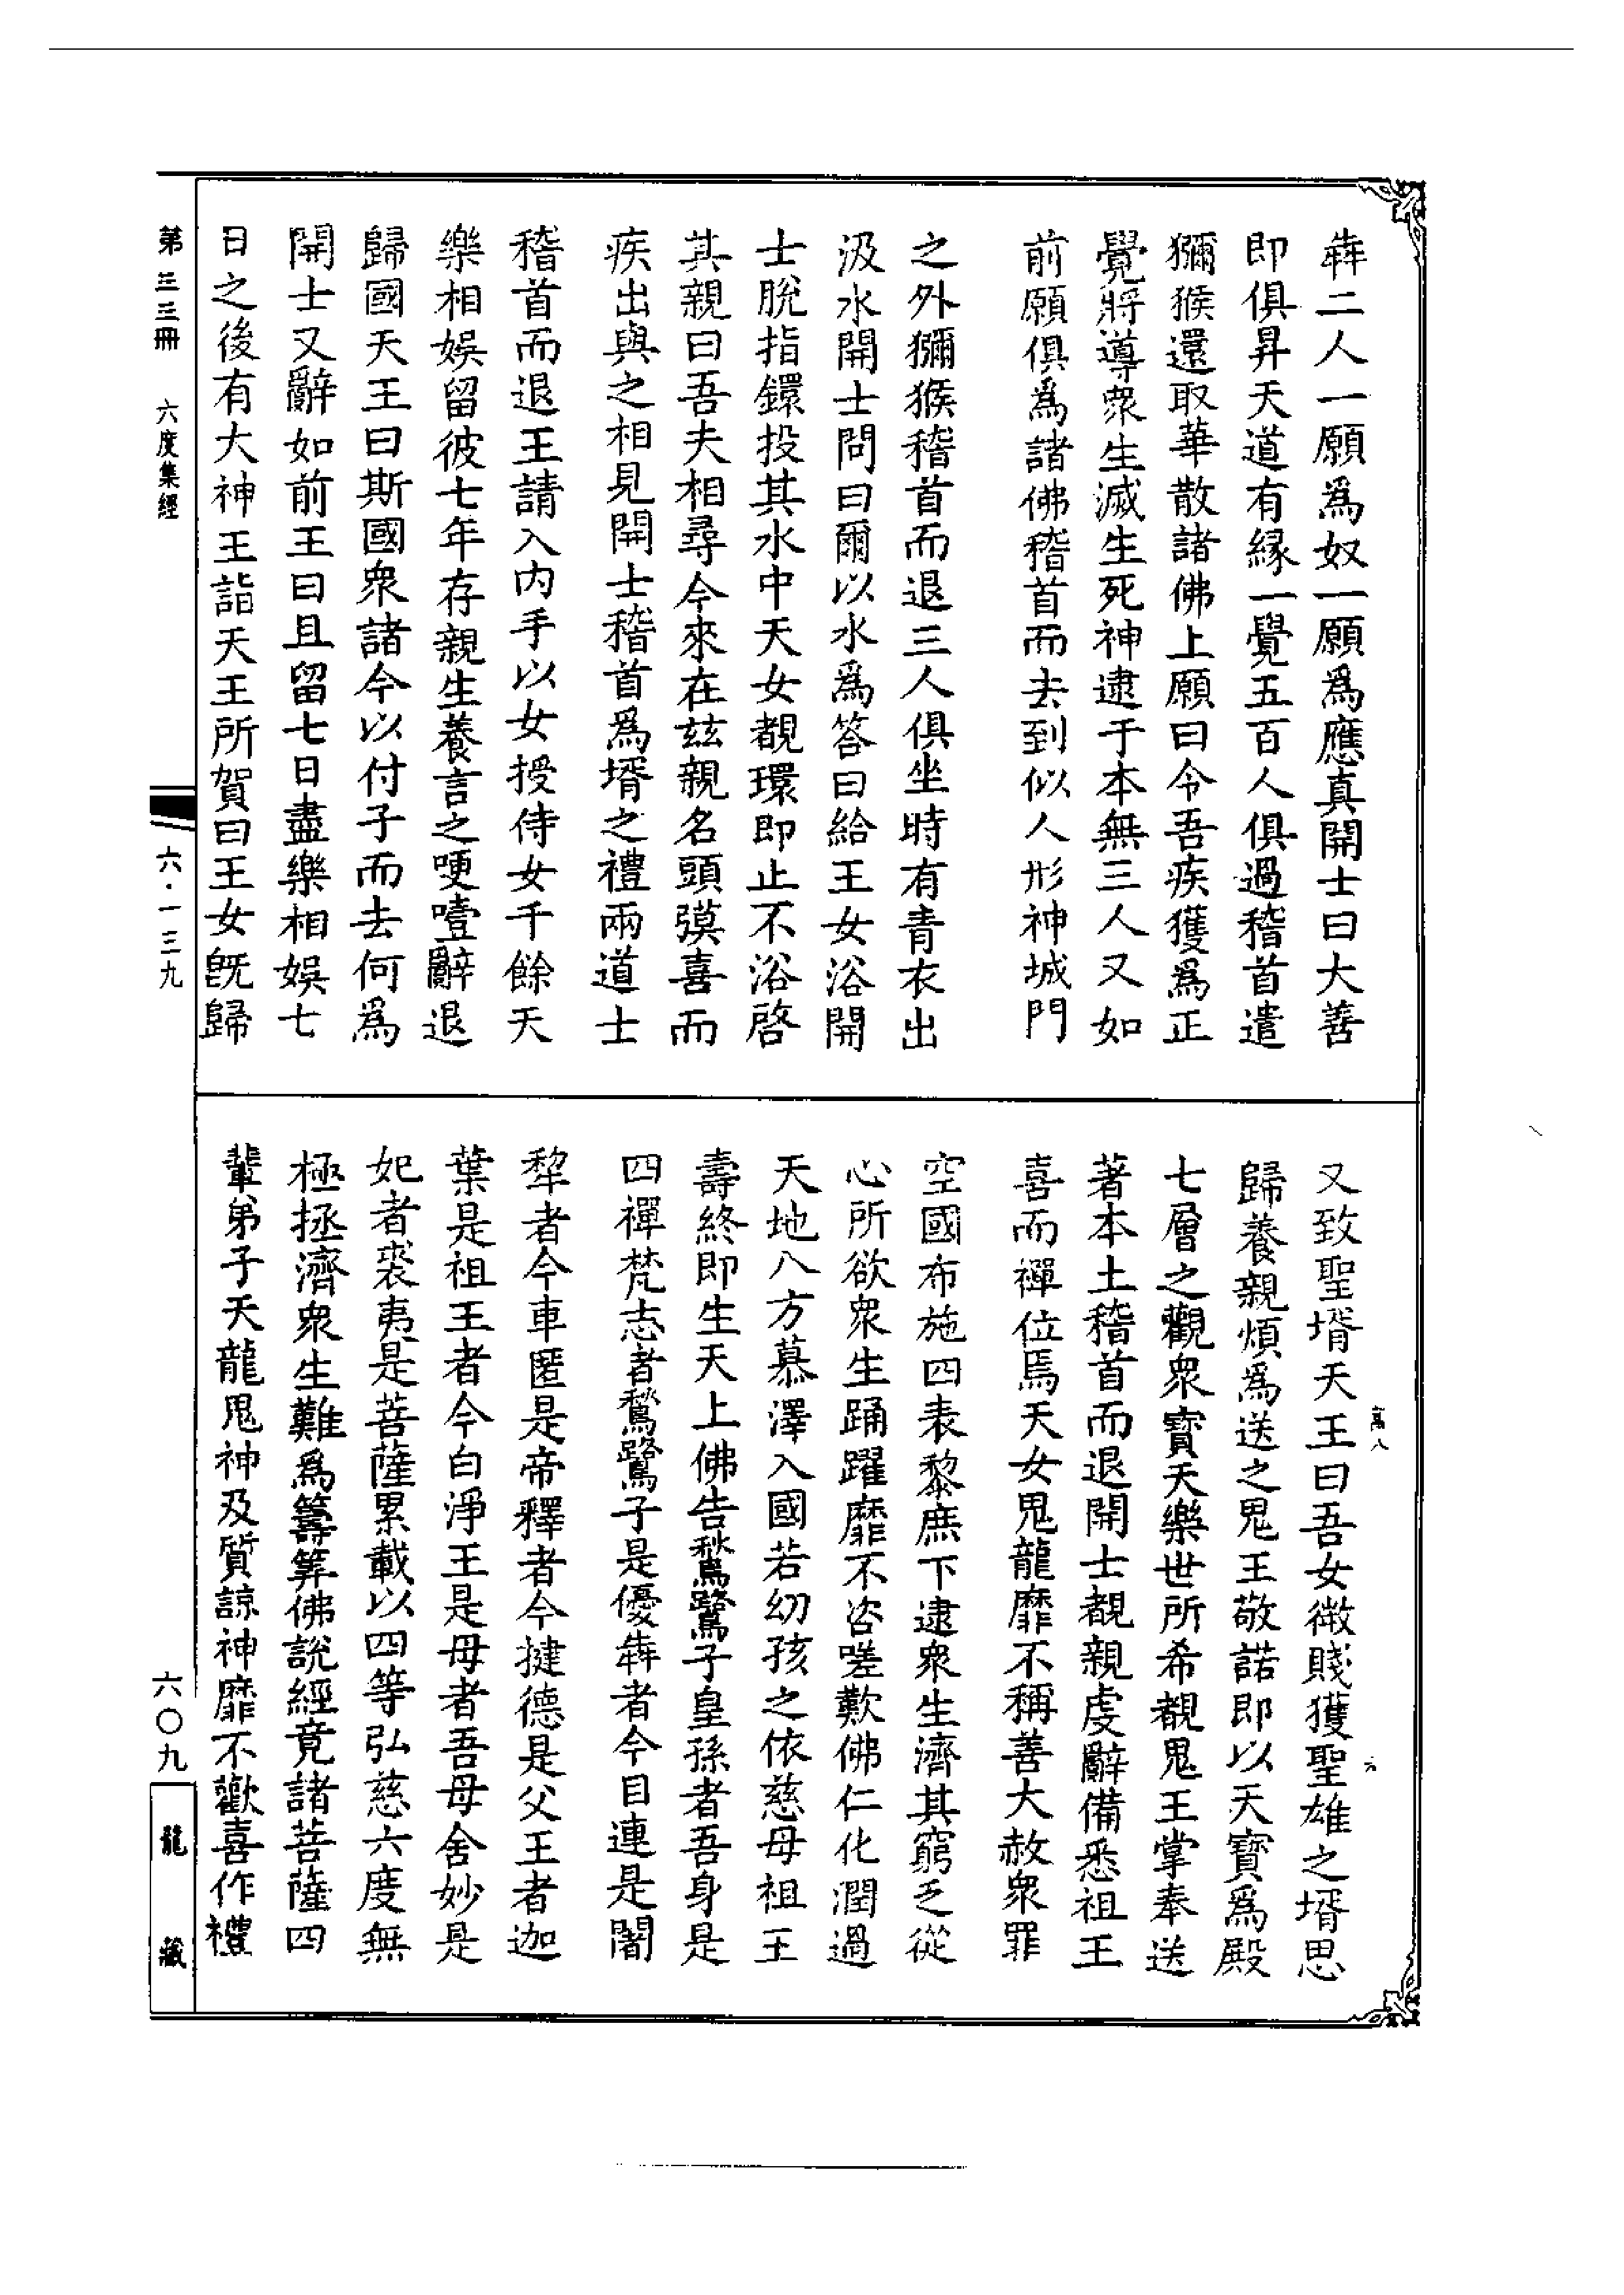 犇二人一願為奴一願為應真開士曰大善
即俱昇天道有緣一覺五百人俱過稽首遣
獼猴還取華散諸佛上願曰令吾疾獲為正
覺將導眾生滅生死神逮于本無三人又如
前願俱為諸佛稽首而去到似人形神城門
之外獼猴稽首而退三人俱坐時有青衣出
汲水開士問曰爾以水為答曰給王女浴開
士脫指鐶投其水中天女覩環即止不浴啓
其親曰吾夫相尋今來在茲親名頭㢸喜而
疾出與之相見開士稽首為壻之禮兩道士
稽首而退王請入内手以女授侍女千餘天
樂相娛留彼七年存親生養言之哽噎辭退
歸國天王曰斯國眾諸今以付子而去何為
開士又辭如前王曰且留七日盡樂相娛七
日之後有大神王詣天王所賀曰王女既歸
又致聖壻天王曰吾女微賤獲聖雄之壻思
歸養親煩為送之鬼王敬諾即以天寶為殿
七層之觀眾寶天樂世所希覩鬼王掌奉送
著本土稽首而退開士覩親虔辭備悉祖王
喜而禪位焉天女鬼龍靡不稱善大赦眾罪
空國布施四表黎庶下逮眾生濟其窮乏從
心所欲眾生踊躍靡不咨嗟歎佛仁化潤過
天地八方慕澤入國若幼孩之依慈母祖王
壽終即生天上佛告鶖鷺子皇孫者吾身是
四禪梵志者鶖鷺子是優犇者今目連是闍
犂者今車匿是帝釋者今揵德是父王者迦
葉是祖王者今白淨王是母者吾母舍妙是
妃者裘夷是菩薩累載以四等弘慈六度無
極拯濟眾生難為籌筭佛說經竟諸菩薩四
輩弟子天龍鬼神及質諒神靡不歡喜作禮
第三三冊　六度集經
六·一三九
六〇九
龍藏